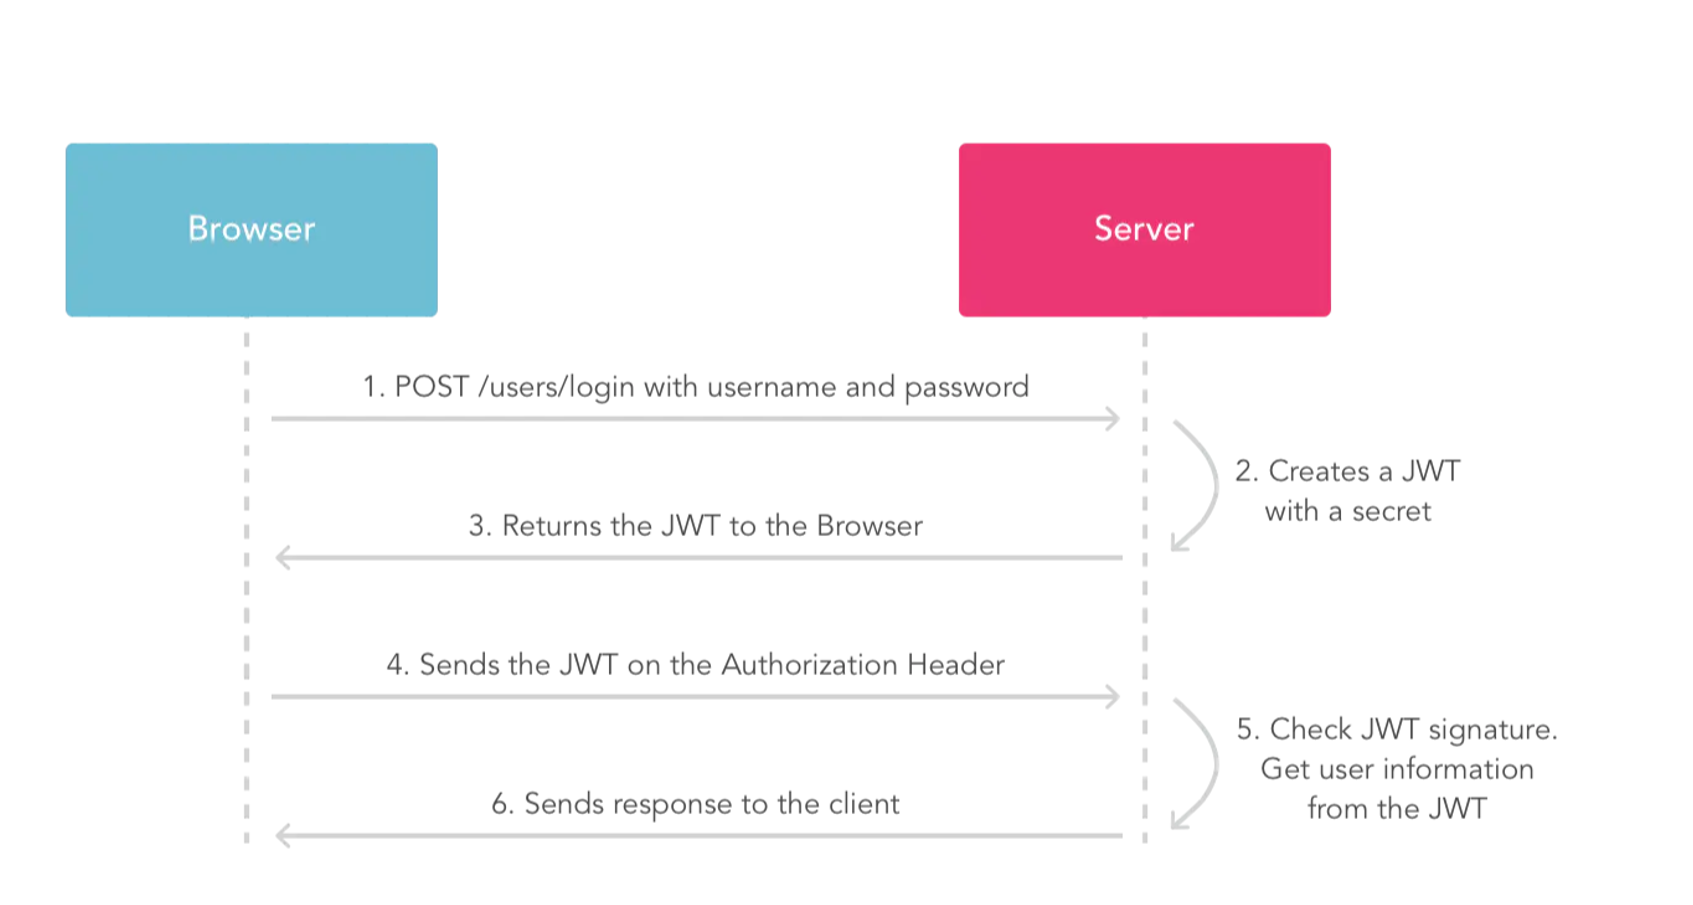 Browser
Server
1. POST /users/login with username and password
2. Creates a JWT
with a secret
3. Returns the JWT to the Browser
4. Sends the JWT on the Authorization Header
5. Check JWT signature.
Get user information
from the JWT
6. Sends response to the client